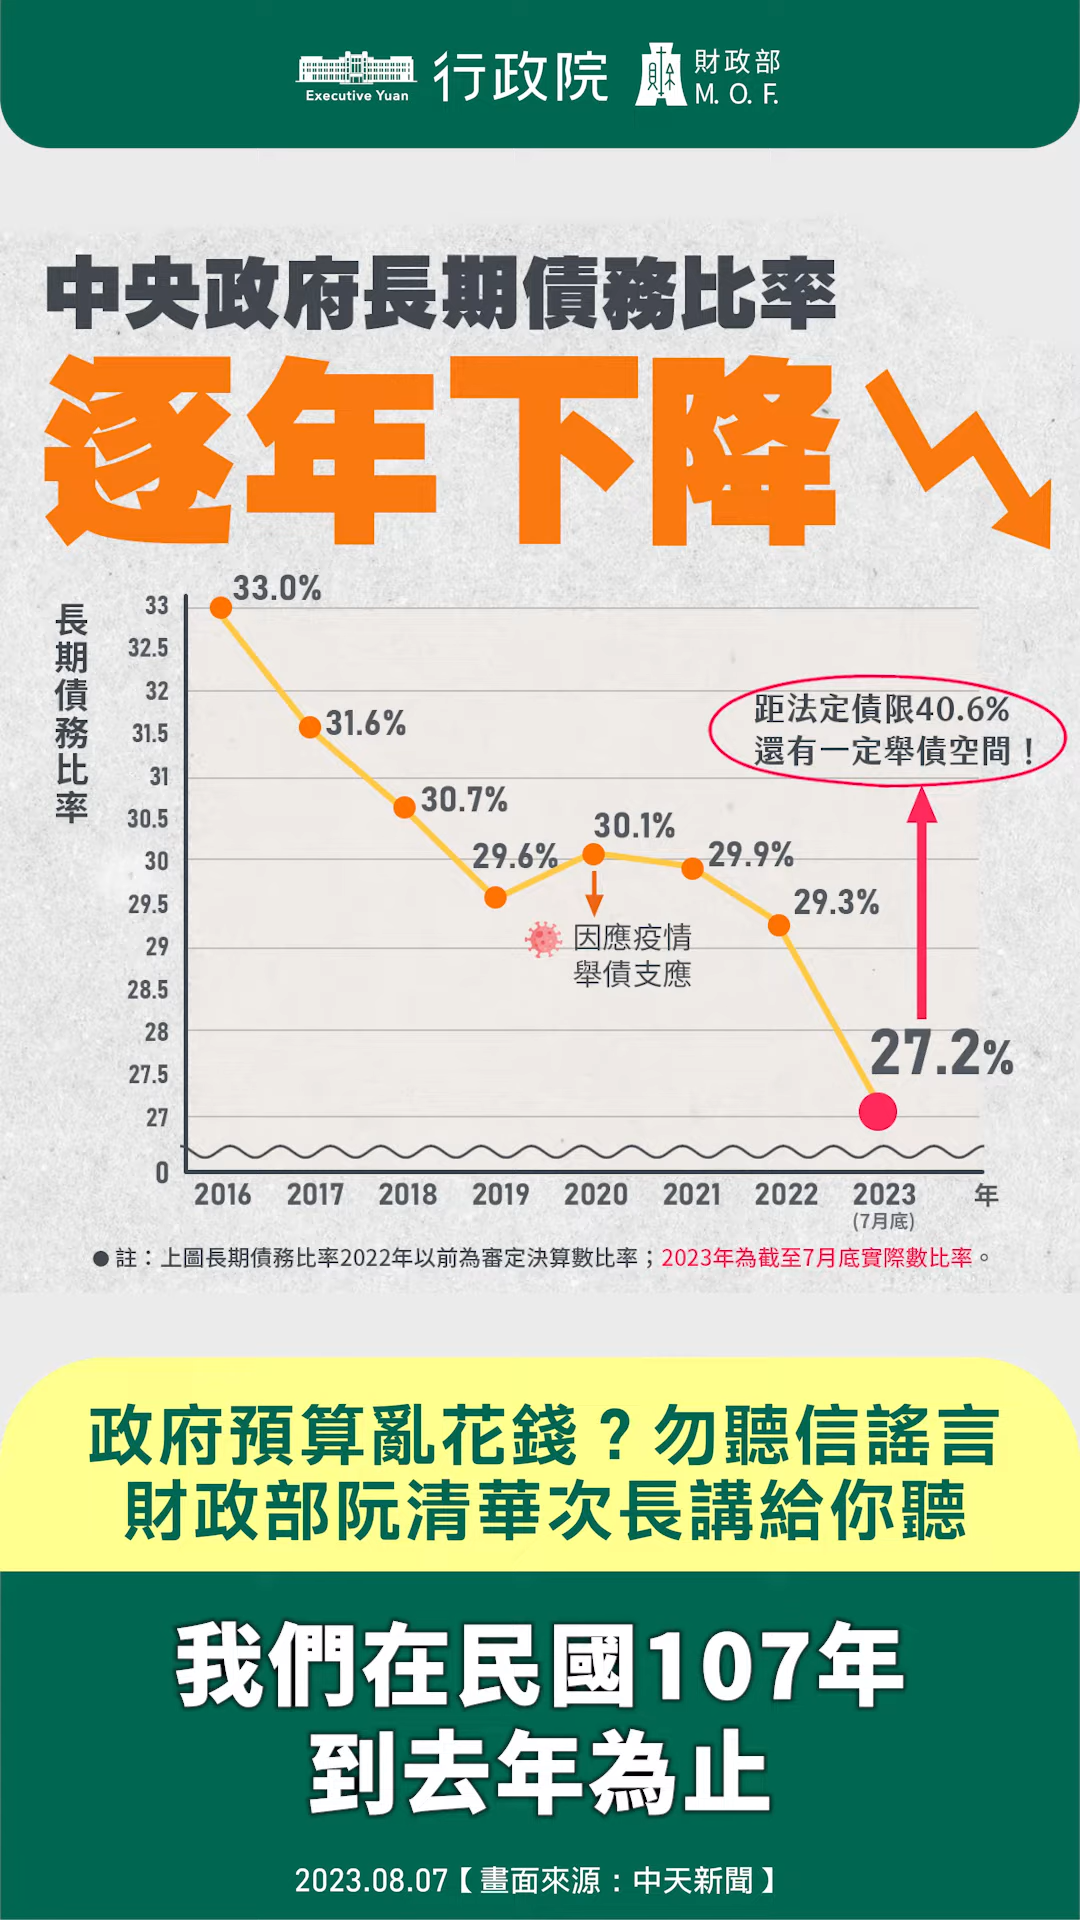 Executive Yuan
行政院
財政部
M. O. F.
中央政府長期債務比率
逐年下降
長期債務比率
33
32.5
32
31.5
31
30.5
30
29.5
29
28.5
28
27.5
27
0
33.0%
31.6%
30.7%
29.6%
30.1%
29.9%
29.3%
27.2%
距法定債限40.6%
還有一定舉債空間！
因應疫情
舉債支應
2016 2017 2018 2019 2020 2021 2022 2023 年
(7月底)
●註：上圖長期債務比率2022年以前為審定決算數比率；2023年為截至7月底實際數比率。
政府預算亂花錢？勿聽信謠言
財政部阮清華次長講給你聽
我們在民國107年
到去年為止
2023.08.07【畫面來源：中天新聞】